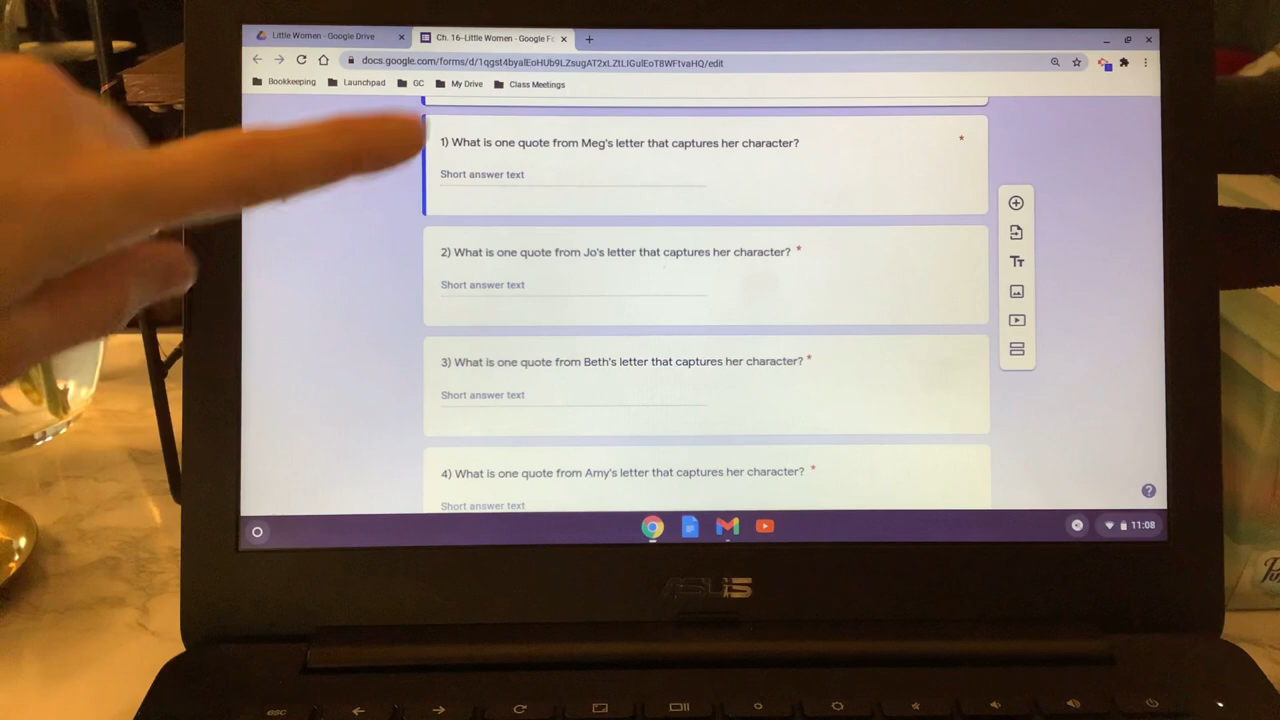 Little Women - Google Drive
Ch. 16--Little Women - Google Fo
docs.google.com/forms/d/
/edit
Bookkeeping
Launchpad
GC
My Drive
Class Meetings
1) What is one quote from Meg's letter that captures her character? *
Short answer text
2) What is one quote from Jo's letter that captures her character? *
Short answer text
3) What is one quote from Beth's letter that captures her character? *
Short answer text
4) What is one quote from Amy's letter that captures her character? *
Short answer text
Tт
11:08
ASUS
esc